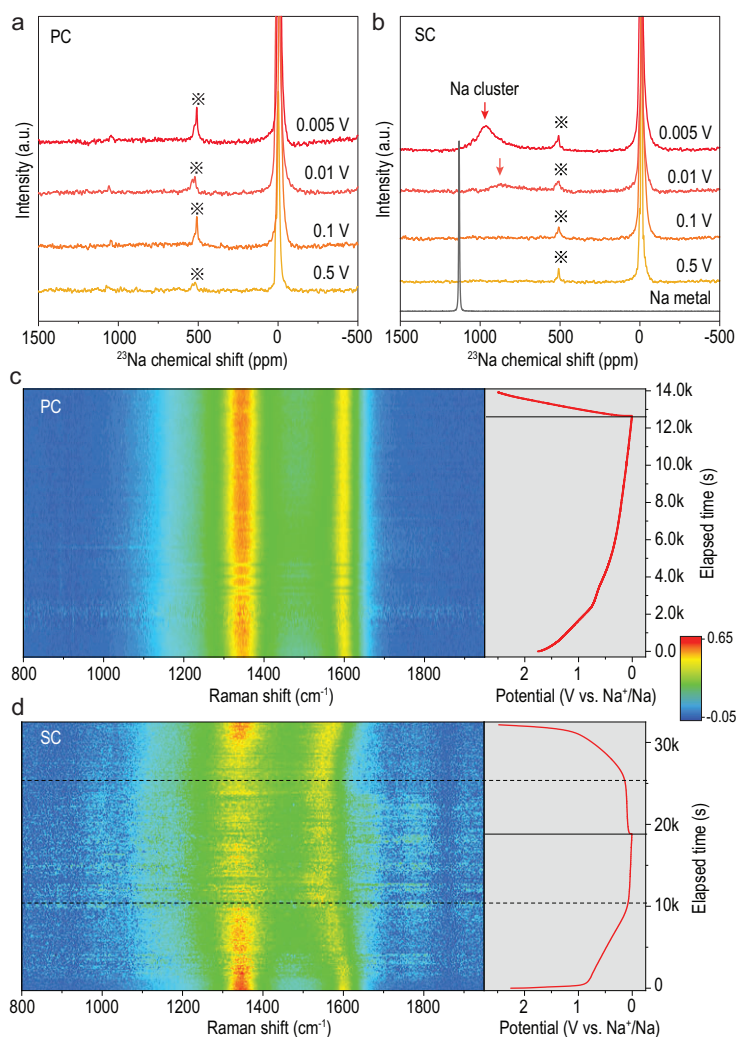 a
PC
※
0.005 V
※
0.01 V
※
0.1 V
※
0.5 V
Intensity (a.u.)
1500 1000 500 0 -500
²³Na chemical shift (ppm)
b
SC
Na cluster
※
0.005 V
※
0.01 V
※
0.1 V
※
0.5 V
Na metal
Intensity (a.u.)
1500 1000 500 0 -500
²³Na chemical shift (ppm)
c
PC
800 1000 1200 1400 1600 1800
Raman shift (cm⁻¹)
14.0k
12.0k
10.0k
8.0k
6.0k
4.0k
2.0k
0.0
Elapsed time (s)
2 1 0
Potential (V vs. Na⁺/Na)
0.65
-0.05
d
SC
800 1000 1200 1400 1600 1800
Raman shift (cm⁻¹)
30k
20k
10k
0
Elapsed time (s)
2 1 0
Potential (V vs. Na⁺/Na)